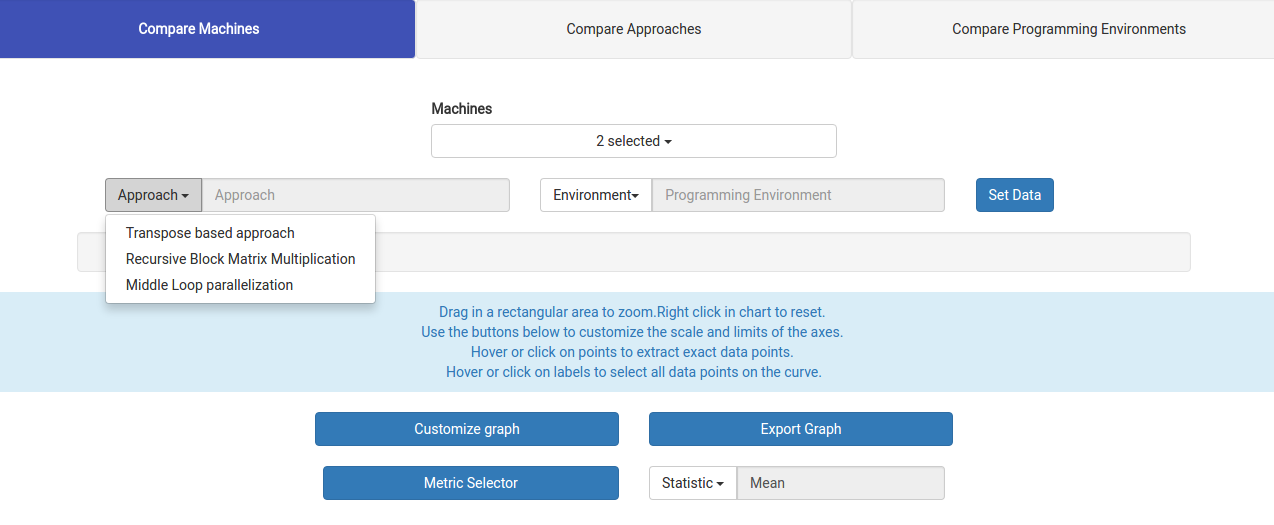 Compare Machines
Compare Approaches
Compare Programming Environments
Machines
2 selected
Approach
Approach
Environment
Programming Environment
Set Data
Transpose based approach
Recursive Block Matrix Multiplication
Middle Loop parallelization
Drag in a rectangular area to zoom.Right click in chart to reset.
Use the buttons below to customize the scale and limits of the axes.
Hover or click on points to extract exact data points.
Hover or click on labels to select all data points on the curve.
Customize graph
Export Graph
Metric Selector
Statistic
Mean